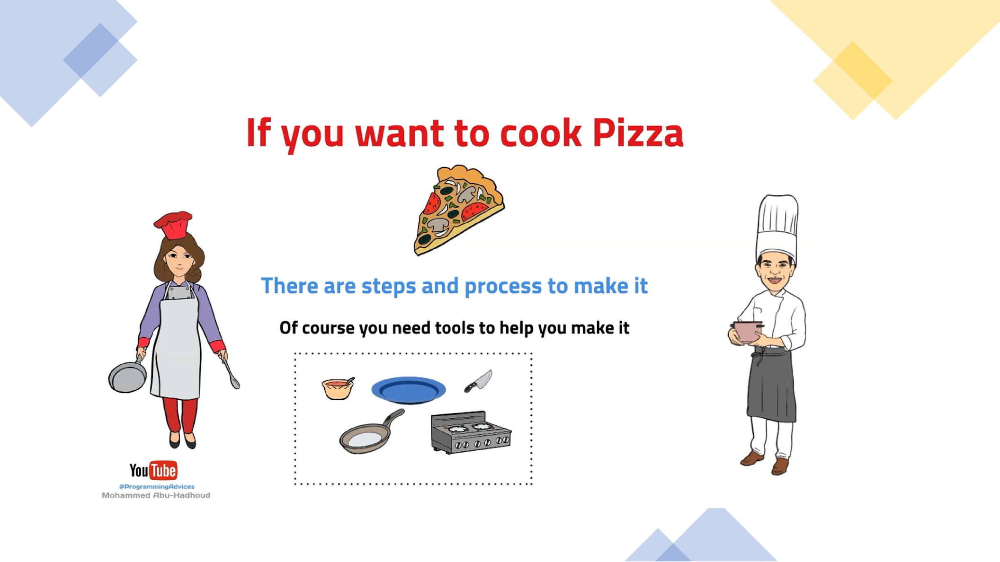 If you want to cook Pizza
There are steps and process to make it
Of course you need tools to help you make it
YouTube
@ProgrammingAdvices
Mohammed Abu-Hadhoud